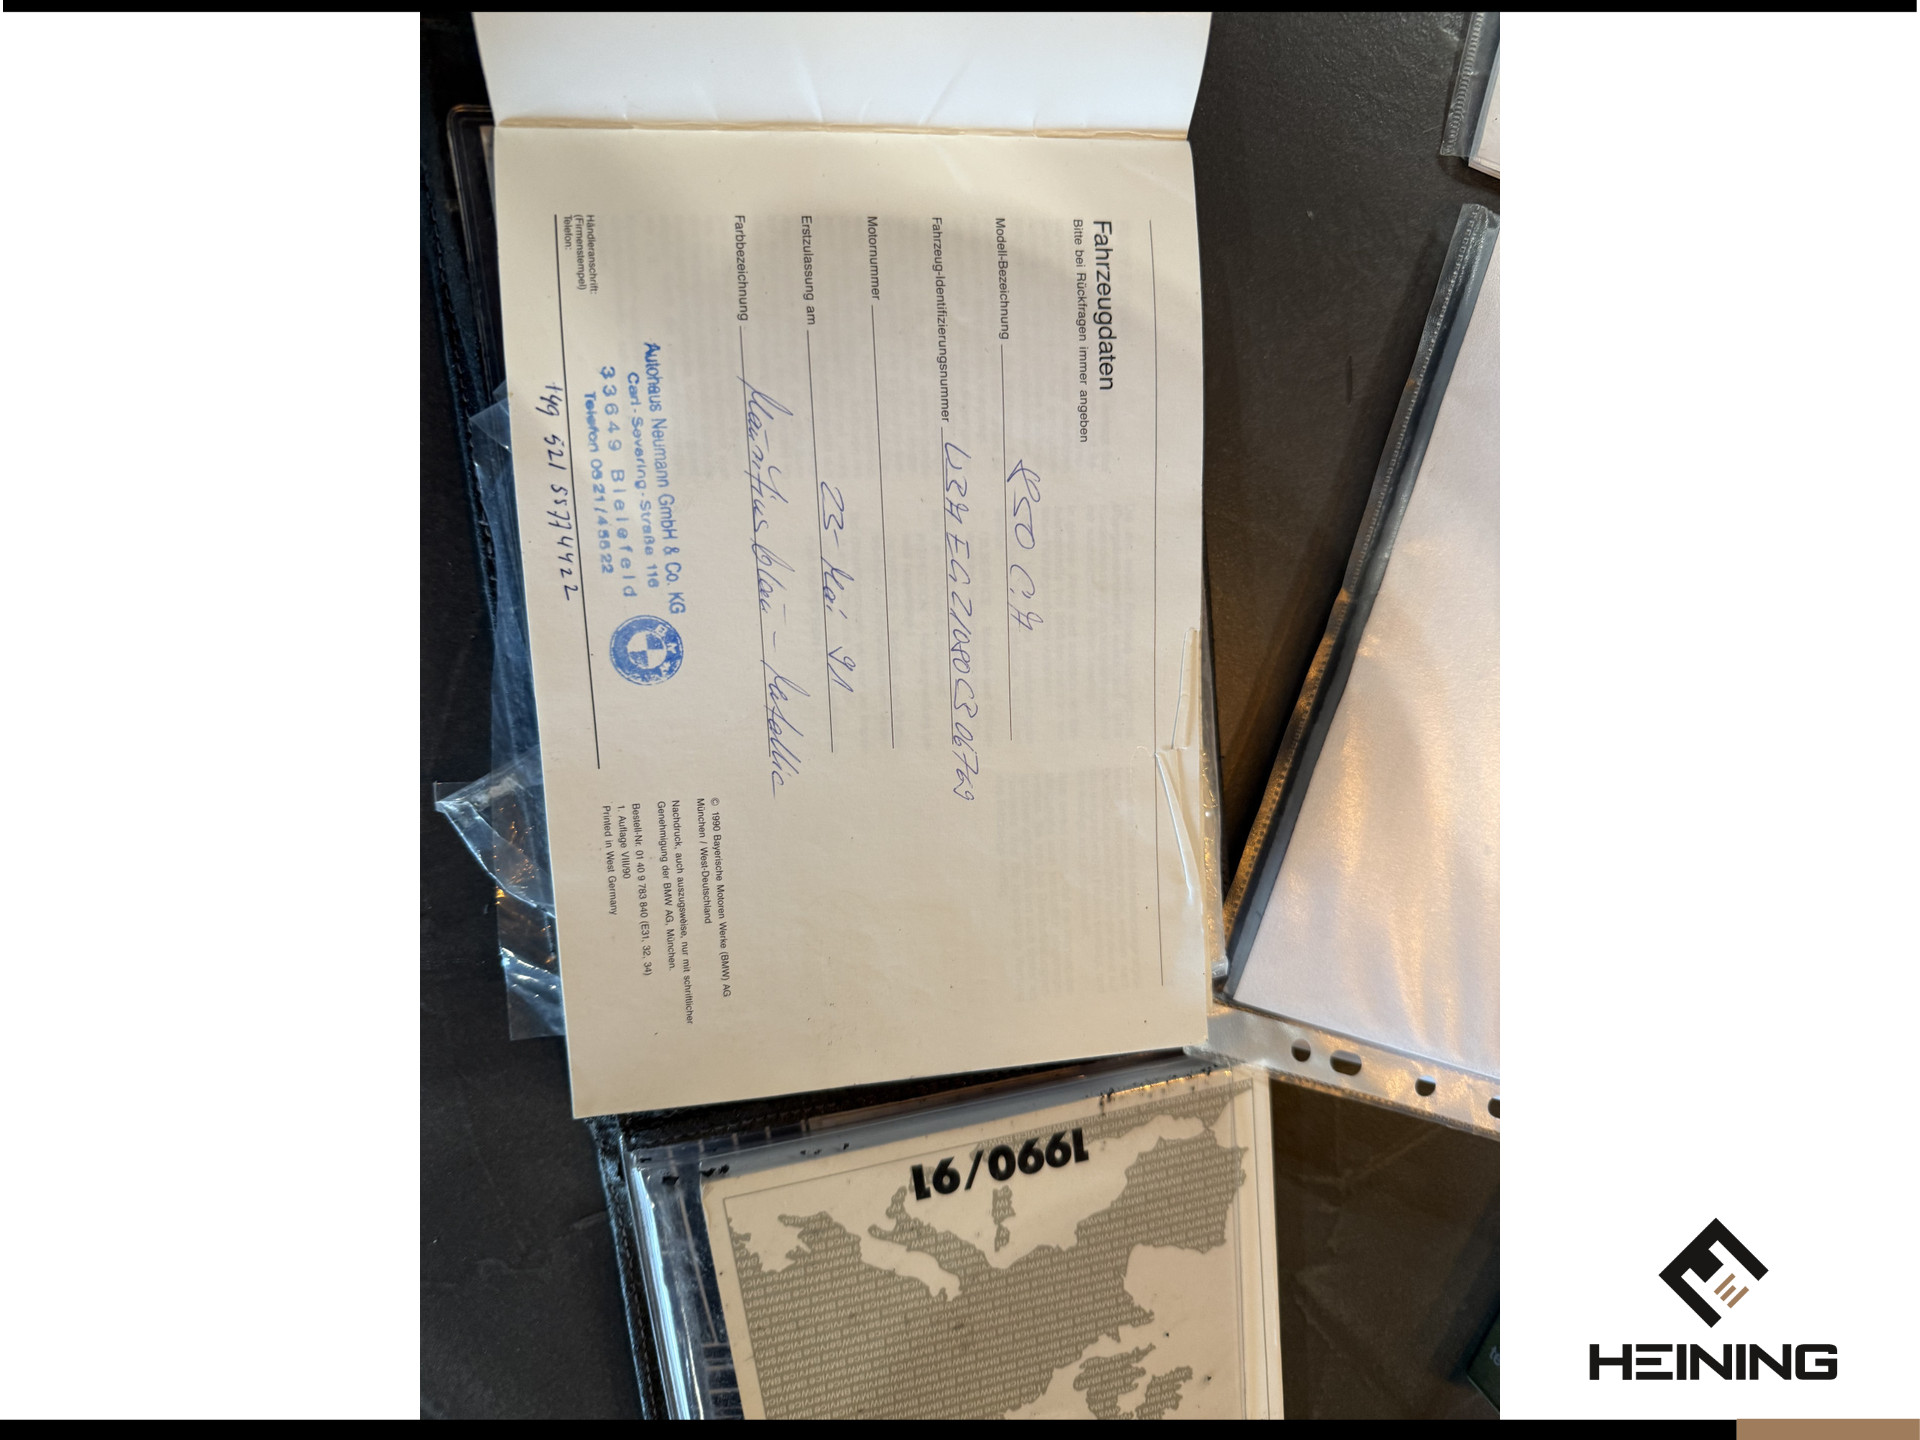 Fahrzeugdaten
Bitte bei Rückfragen immer angeben
Modell-Bezeichnung 850 CA
Fahrzeug-Identifizierungsnummer WBAEG21080CB06769
Motornummer
Erstzulassung am 23. Mai 91
Farbbezeichnung Mauritiusblau - Metallic
Autohaus Neumann GmbH & Co. KG
Carl-Severing-Straße 116
33649 Bielefeld
Händleranschrift:
(Firmenstempel)
Telefon:
+49 521 5574422
© 1990 Bayerische Motoren Werke (BMW) AG
München / West-Deutschland
Nachdruck, auch auszugsweise, nur mit schriftlicher
Genehmigung der BMW AG, München.
Bestell-Nr. 01 40 9 783 840 (E31, 32, 34)
1. Auflage VIII/90
Printed in West Germany
1990/91
HEINING